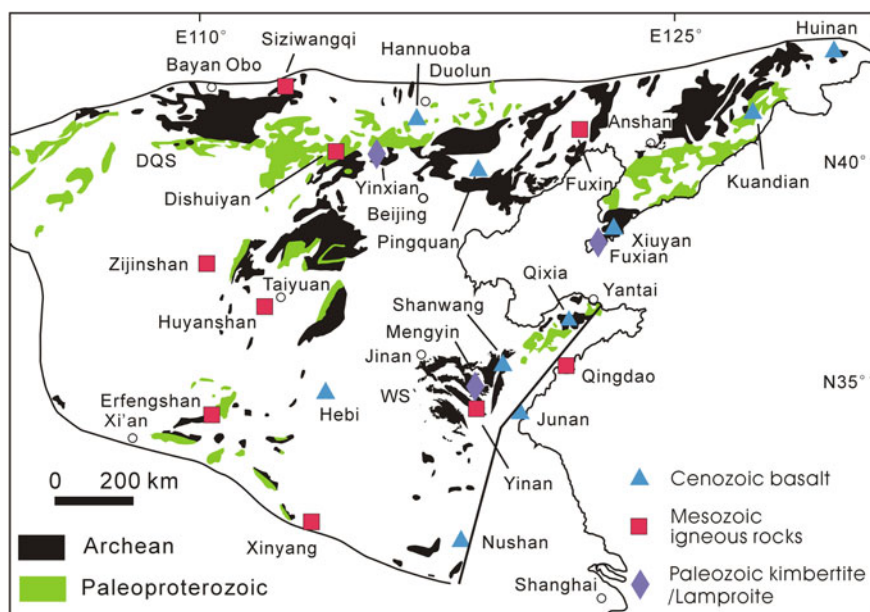 E110°
E125°
Huinan
Siziwangqi
Hannuoba
Bayan Obo
Duolun
Anshan
DQS
N40°
Dishuiyan
Yinxian
Fuxin
Kuandian
Beijing
Pingquan
Xiuyan
Fuxian
Zijinshan
Qixia
Taiyuan
Shanwang
Yantai
Huyanshan
Mengyin
Jinan
Qingdao
N35°
Erfengshan
WS
Xi'an
Hebi
Junan
0 200 km
Yinan
Cenozoic basalt
Mesozoic
igneous rocks
Archean
Xinyang
Nushan
Paleoproterozoic
Shanghai
Paleozoic kimbertite
/Lamproite